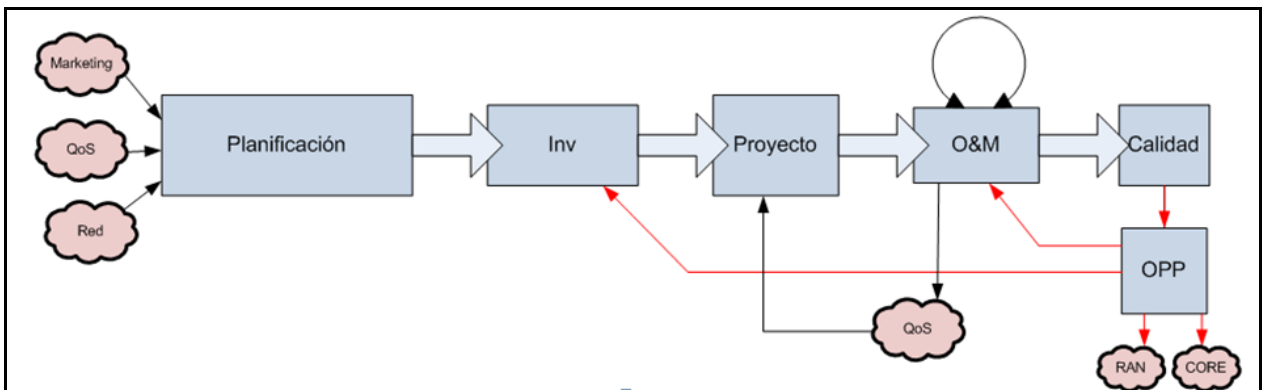 Marketing
QoS
Red
Planificación
Inv
Proyecto
O&M
Calidad
OPP
QoS
RAN
CORE